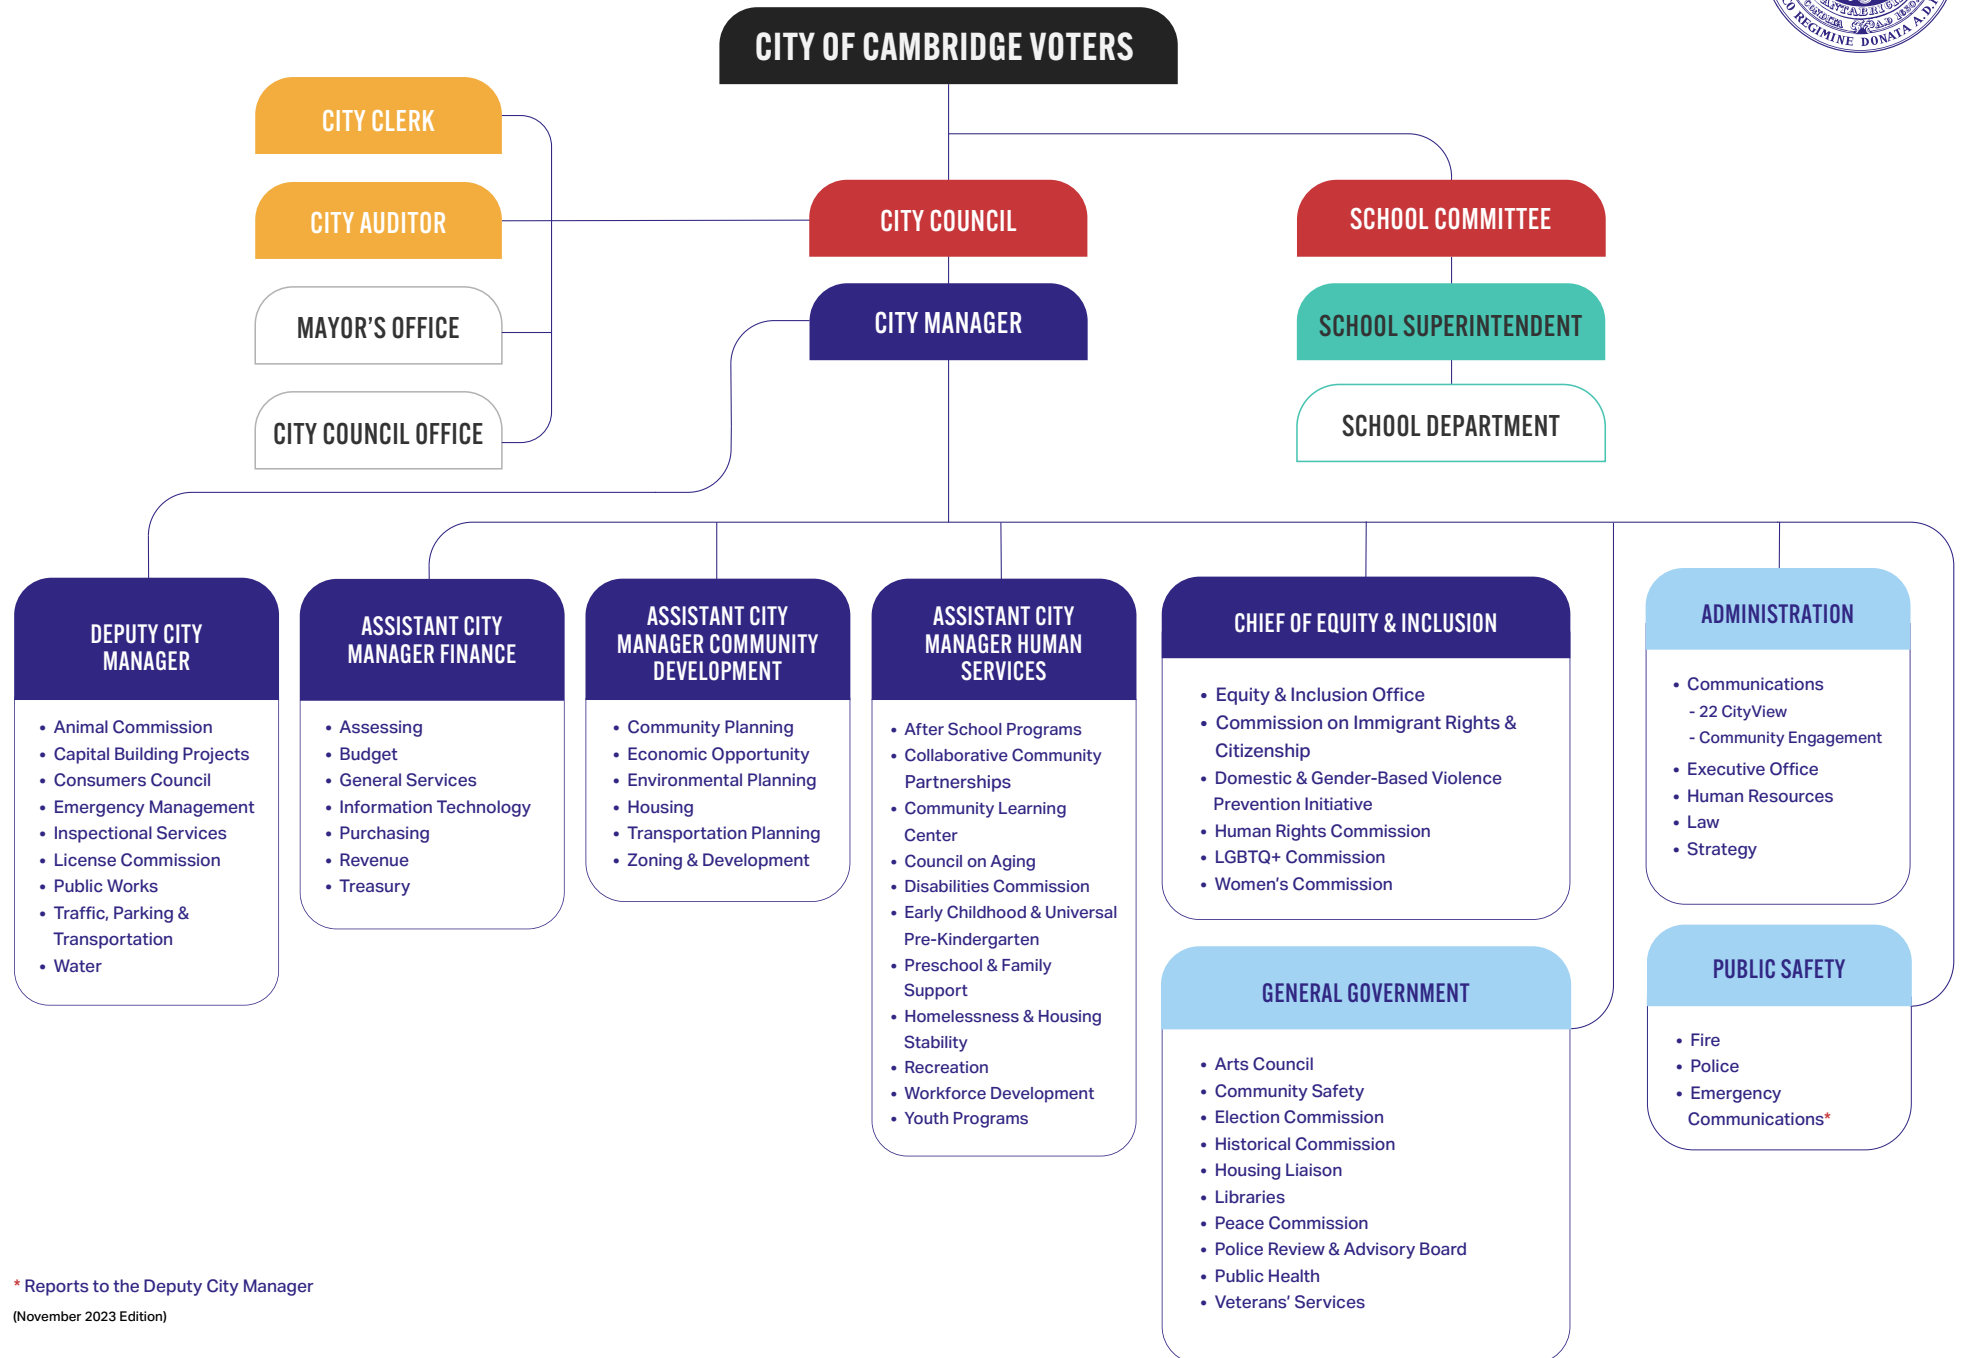 CITY OF CAMBRIDGE VOTERS
CONDITA
A.D. 1630
REGIMINE DONATA A.D.
CITY CLERK
CITY AUDITOR
MAYOR'S OFFICE
CITY COUNCIL OFFICE
CITY COUNCIL
CITY MANAGER
SCHOOL COMMITTEE
SCHOOL SUPERINTENDENT
SCHOOL DEPARTMENT
DEPUTY CITY
MANAGER
• Animal Commission
• Capital Building Projects
• Consumers Council
• Emergency Management
• Inspectional Services
• License Commission
• Public Works
• Traffic, Parking &
Transportation
• Water
ASSISTANT CITY
MANAGER FINANCE
• Assessing
• Budget
• General Services
• Information Technology
• Purchasing
• Revenue
• Treasury
ASSISTANT CITY
MANAGER COMMUNITY
DEVELOPMENT
• Community Planning
• Economic Opportunity
• Environmental Planning
• Housing
• Transportation Planning
• Zoning & Development
ASSISTANT CITY
MANAGER HUMAN
SERVICES
• After School Programs
• Collaborative Community
Partnerships
• Community Learning
Center
• Council on Aging
• Disabilities Commission
• Early Childhood & Universal
Pre-Kindergarten
• Preschool & Family
Support
• Homelessness & Housing
Stability
• Recreation
• Workforce Development
• Youth Programs
CHIEF OF EQUITY & INCLUSION
• Equity & Inclusion Office
• Commission on Immigrant Rights &
Citizenship
• Domestic & Gender-Based Violence
Prevention Initiative
• Human Rights Commission
• LGBTQ+ Commission
• Women's Commission
GENERAL GOVERNMENT
• Arts Council
• Community Safety
• Election Commission
• Historical Commission
• Housing Liaison
• Libraries
• Peace Commission
• Police Review & Advisory Board
• Public Health
• Veterans' Services
ADMINISTRATION
• Communications
- 22 CityView
- Community Engagement
• Executive Office
• Human Resources
• Law
• Strategy
PUBLIC SAFETY
• Fire
• Police
• Emergency
Communications*
* Reports to the Deputy City Manager
(November 2023 Edition)